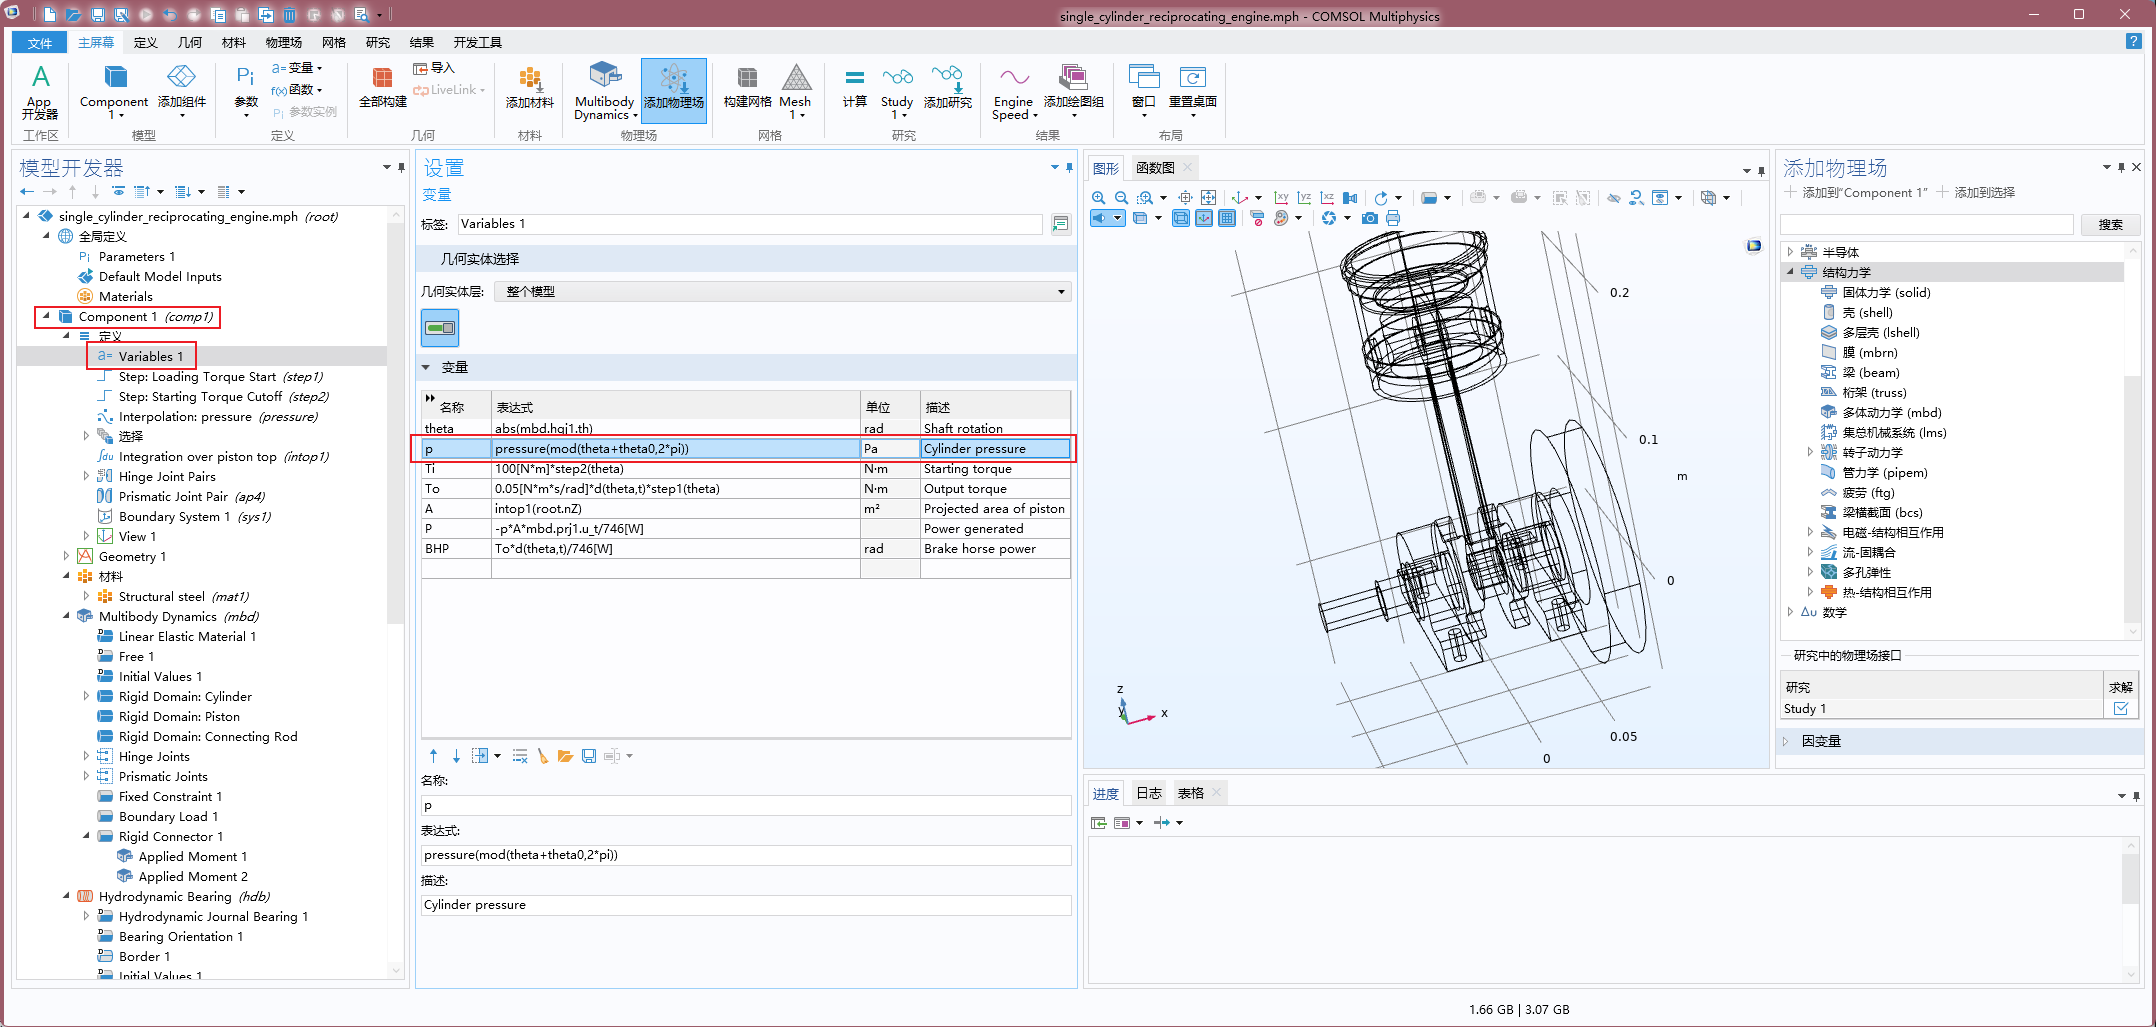 single_cylinder_reciprocating_engine.mph - COMSOL Multiphysics
文件 主屏幕 定义 几何 材料 物理场 网格 研究 结果 开发工具
App 开发器
工作区
Component 1
添加组件
模型
Pi 参数
a= 变量
f(x) 函数
Pi 参数实例
定义
全部构建
导入
LiveLink
几何
添加材料
材料
Multibody Dynamics
添加物理场
物理场
构建网格
Mesh 1
网格
计算
Study 1
添加研究
研究
Engine Speed
添加绘图组
结果
窗口
重置桌面
布局
模型开发器
single_cylinder_reciprocating_engine.mph (root)
全局定义
Pi Parameters 1
Default Model Inputs
Materials
Component 1 (comp1)
定义
a= Variables 1
Step: Loading Torque Start (step1)
Step: Starting Torque Cutoff (step2)
Interpolation: pressure (pressure)
选择
Integration over piston top (intop1)
Hinge Joint Pairs
Prismatic Joint Pair (ap4)
Boundary System 1 (sys1)
View 1
Geometry 1
材料
Structural steel (mat1)
Multibody Dynamics (mbd)
Linear Elastic Material 1
Free 1
Initial Values 1
Rigid Domain: Cylinder
Rigid Domain: Piston
Rigid Domain: Connecting Rod
Hinge Joints
Prismatic Joints
Fixed Constraint 1
Boundary Load 1
Rigid Connector 1
Applied Moment 1
Applied Moment 2
Hydrodynamic Bearing (hdb)
Hydrodynamic Journal Bearing 1
Bearing Orientation 1
Border 1
Initial Values 1
设置
变量
标签: Variables 1
几何实体选择
几何实体层: 整个模型
变量
名称 表达式 单位 描述
theta abs(mbd.hgj1.th) rad Shaft rotation
p pressure(mod(theta+theta0,2*pi)) Pa Cylinder pressure
Ti 100[N*m]*step2(theta) N·m Starting torque
To 0.05[N*m*s/rad]*d(theta,t)*step1(theta) N·m Output torque
A intop1(root.nZ) m² Projected area of piston
P -p*A*mbd.prj1.u_t/746[W] Power generated
BHP To*d(theta,t)/746[W] rad Brake horse power
名称:
p
表达式:
pressure(mod(theta+theta0,2*pi))
描述:
Cylinder pressure
图形 函数图
xy yz xz
0.2
0.1
m
0
0.05
0
z
y
x
进度 日志 表格
添加物理场
添加到“Component 1” 添加到选择
搜索
半导体
结构力学
固体力学 (solid)
壳 (shell)
多层壳 (lshell)
膜 (mbrn)
梁 (beam)
桁架 (truss)
多体动力学 (mbd)
集总机械系统 (lms)
转子动力学
管力学 (pipem)
疲劳 (ftg)
梁横截面 (bcs)
电磁-结构相互作用
流-固耦合
多孔弹性
热-结构相互作用
Δu 数学
研究中的物理场接口
研究 求解
Study 1
因变量
1.66 GB | 3.07 GB